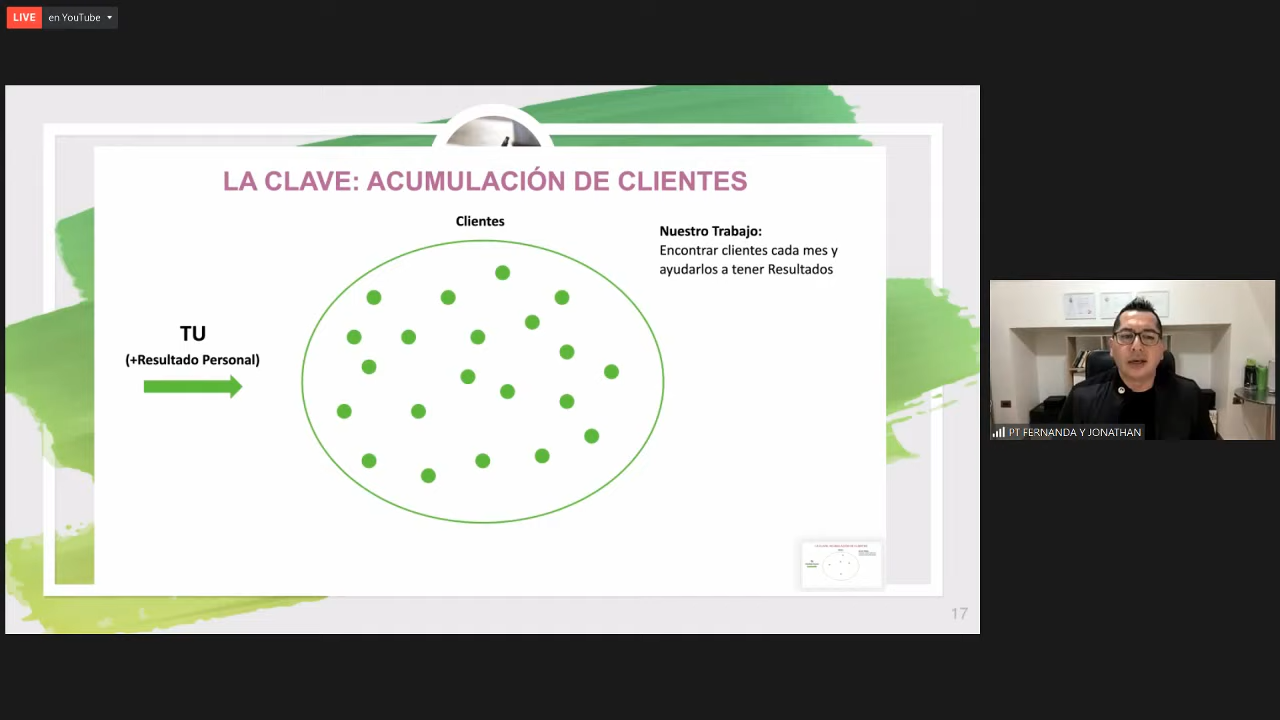 LIVE en YouTube
LA CLAVE: ACUMULACIÓN DE CLIENTES
Clientes
Nuestro Trabajo:
Encontrar clientes cada mes y
ayudarlos a tener Resultados
TU
(+Resultado Personal)
PT FERNANDA Y JONATHAN
17